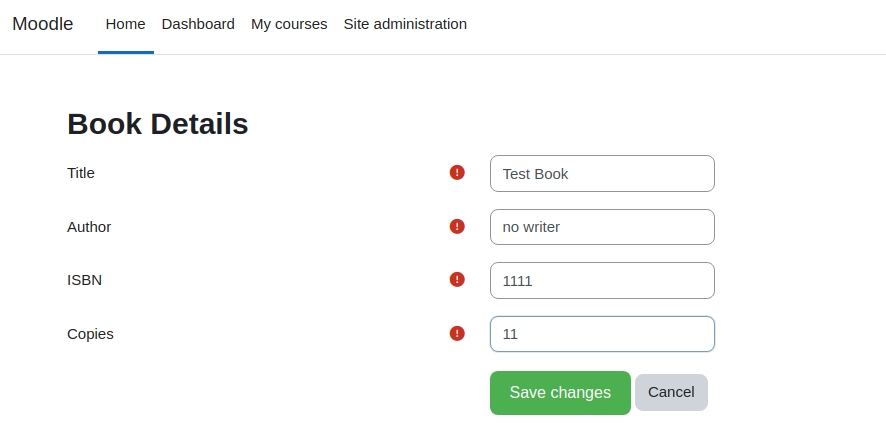 Moodle Home Dashboard My courses Site administration
Book Details
Title Test Book
Author no writer
ISBN 1111
Copies 11
Save changes Cancel